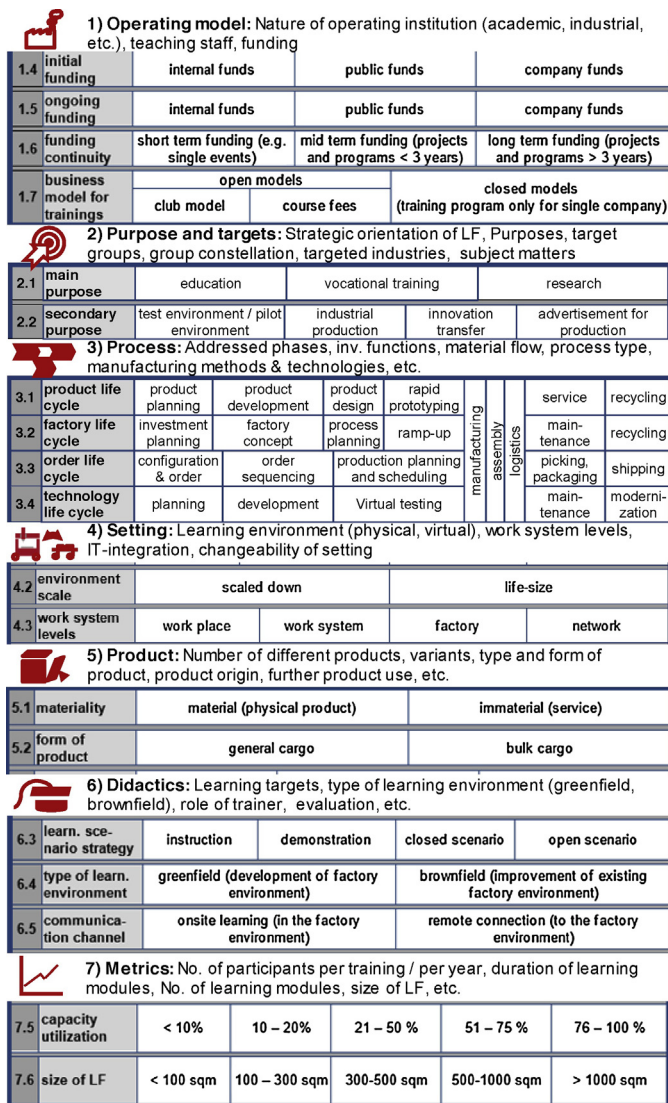 1) Operating model: Nature of operating institution (academic, industrial,
etc.), teaching staff, funding
1.4 initial funding internal funds public funds company funds
1.5 ongoing funding internal funds public funds company funds
1.6 funding continuity short term funding (e.g. single events) mid term funding (projects and programs < 3 years) long term funding (projects and programs > 3 years)
1.7 business model for trainings open models club model course fees closed models (training program only for single company)
2) Purpose and targets: Strategic orientation of LF, Purposes, target
groups, group constellation, targeted industries, subject matters
2.1 main purpose education vocational training research
2.2 secondary purpose test environment / pilot environment industrial production innovation transfer advertisement for production
3) Process: Addressed phases, inv. functions, material flow, process type,
manufacturing methods & technologies, etc.
3.1 product life cycle product planning product development product design rapid prototyping manufacturing assembly logistics service recycling
3.2 factory life cycle investment planning factory concept process planning ramp-up main-tenance recycling
3.3 order life cycle configuration & order order sequencing production planning and scheduling picking, packaging shipping
3.4 technology life cycle planning development Virtual testing main-tenance moderni-zation
4) Setting: Learning environment (physical, virtual), work system levels,
IT-integration, changeability of setting
4.2 environment scale scaled down life-size
4.3 work system levels work place work system factory network
5) Product: Number of different products, variants, type and form of
product, product origin, further product use, etc.
5.1 materiality material (physical product) immaterial (service)
5.2 form of product general cargo bulk cargo
6) Didactics: Learning targets, type of learning environment (greenfield,
brownfield), role of trainer, evaluation, etc.
6.3 learn. sce-nario strategy instruction demonstration closed scenario open scenario
6.4 type of learn. environment greenfield (development of factory environment) brownfield (improvement of existing factory environment)
6.5 communica-tion channel onsite learning (in the factory environment) remote connection (to the factory environment)
7) Metrics: No. of participants per training / per year, duration of learning
modules, No. of learning modules, size of LF, etc.
7.5 capacity utilization < 10% 10 – 20% 21 – 50 % 51 – 75 % 76 – 100 %
7.6 size of LF < 100 sqm 100 – 300 sqm 300-500 sqm 500-1000 sqm > 1000 sqm